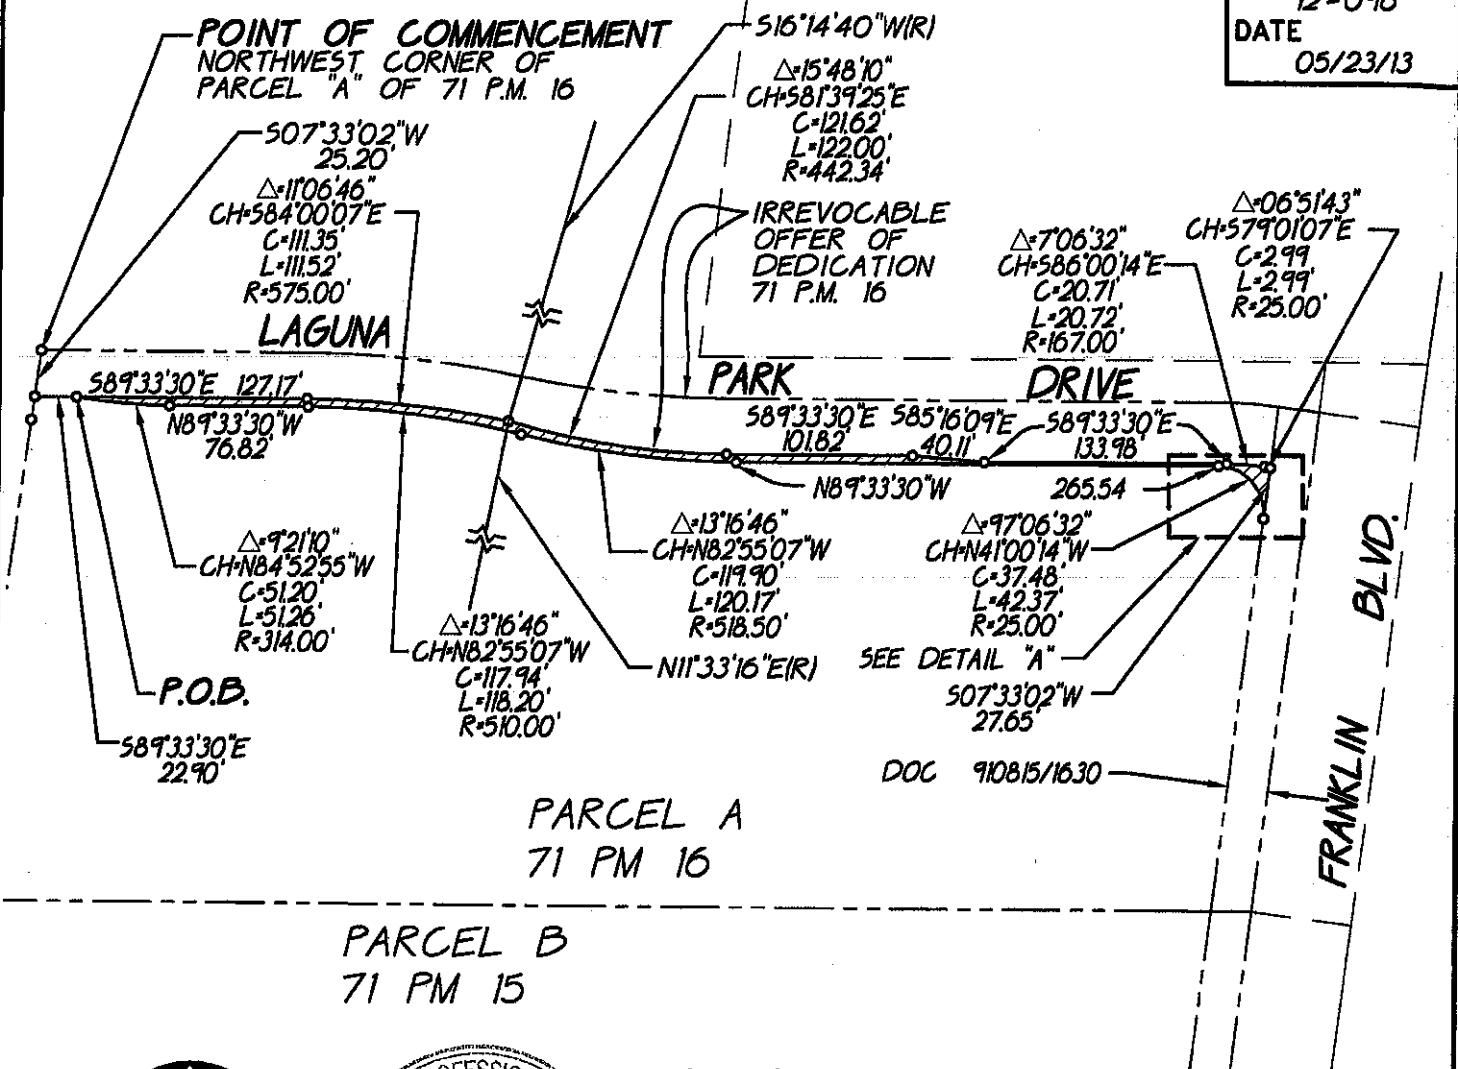 12-098
DATE
05/23/13
POINT OF COMMENCEMENT
NORTHWEST CORNER OF
PARCEL "A" OF 71 P.M. 16
S16°14'40"W(R)
△=15°48'10"
CH=S81°39'25"E
C=121.62'
L=122.00'
R=442.34'
S07°33'02"W
25.20'
△=11°06'46"
CH=S84°00'07"E
C=111.35'
L=111.52'
R=575.00'
IRREVOCABLE
OFFER OF
DEDICATION
71 P.M. 16
△=7°06'32"
CH=S86°00'14"E
C=20.71'
L=20.72'
R=167.00'
△=06°51'43"
CH=S79°01'07"E
C=2.99
L=2.99'
R=25.00'
LAGUNA PARK DRIVE
S89°33'30"E 127.17'
N89°33'30"W
76.82'
S89°33'30"E
101.82'
S85°16'09"E
40.11'
S89°33'30"E
133.98'
N89°33'30"W 265.54
△=9°21'10"
CH=N84°52'55"W
C=51.20'
L=51.26'
R=314.00'
△=13°16'46"
CH=N82°55'07"W
C=117.94'
L=118.20'
R=510.00'
△=13°16'46"
CH=N82°55'07"W
C=119.90'
L=120.17'
R=518.50'
△=97°06'32"
CH=N41°00'14"W
C=37.48'
L=42.37'
R=25.00'
P.O.B.
S89°33'30"E
22.90'
N11°33'16"E(R)
SEE DETAIL "A"
S07°33'02"W
27.65'
DOC 910815/1630
FRANKLIN BLVD.
PARCEL A
71 PM 16
PARCEL B
71 PM 15